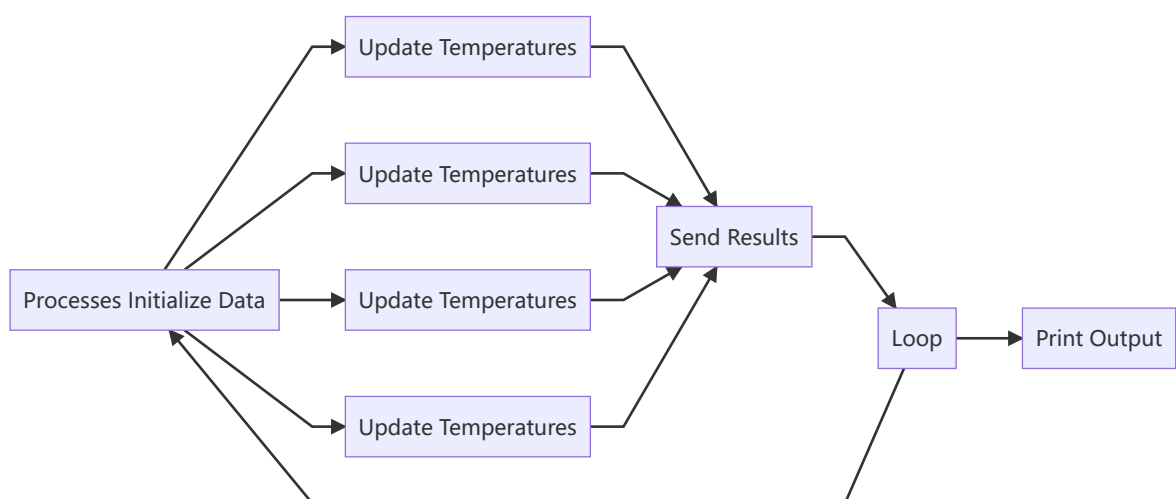 Processes Initialize Data
Update Temperatures
Update Temperatures
Update Temperatures
Update Temperatures
Send Results
Loop
Print Output